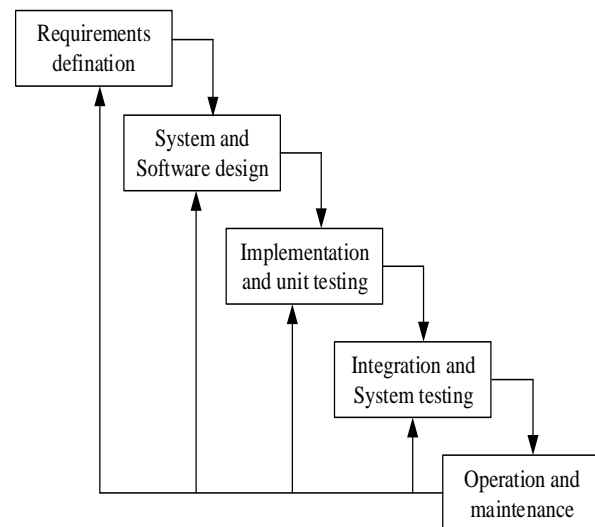 Requirements
defination
System and
Software design
Implementation
and unit testing
Integration and
System testing
Operation and
maintenance